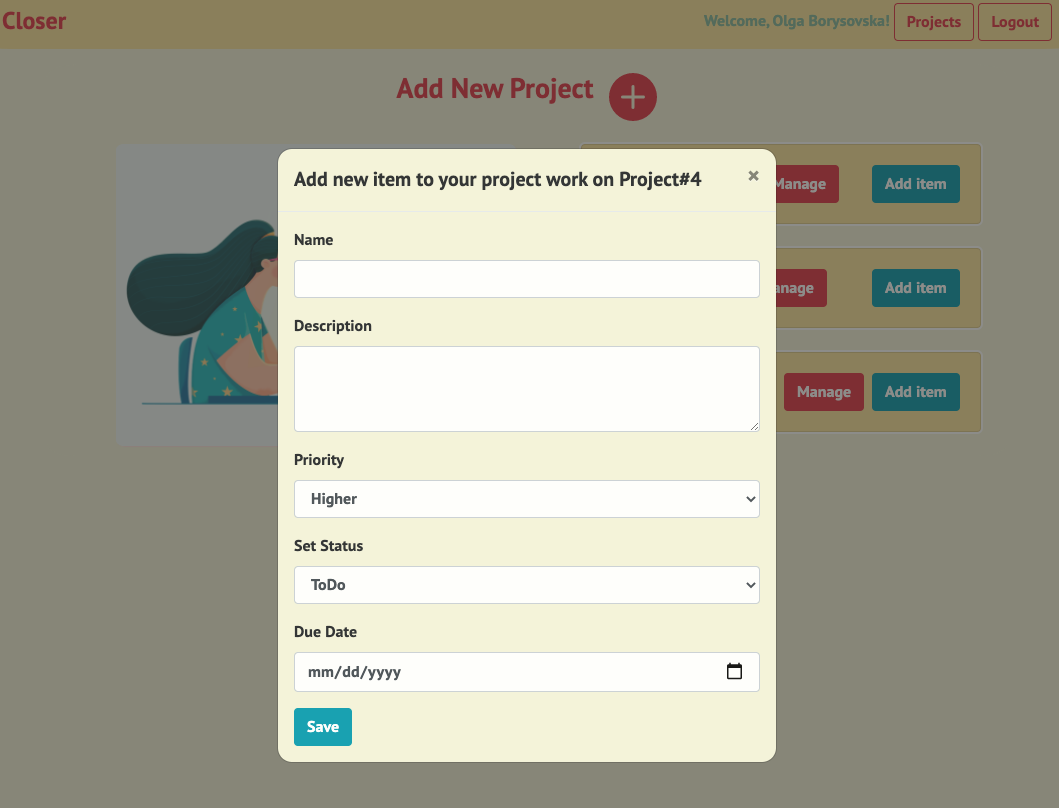 Closer
Welcome, Olga Borysovska! Projects Logout
Add New Project
Add new item to your project work on Project#4 ×
Manage Add item
Name
Add item
Description
Manage Add item
Priority
Higher
Set Status
ToDo
Due Date
mm/dd/yyyy
Save